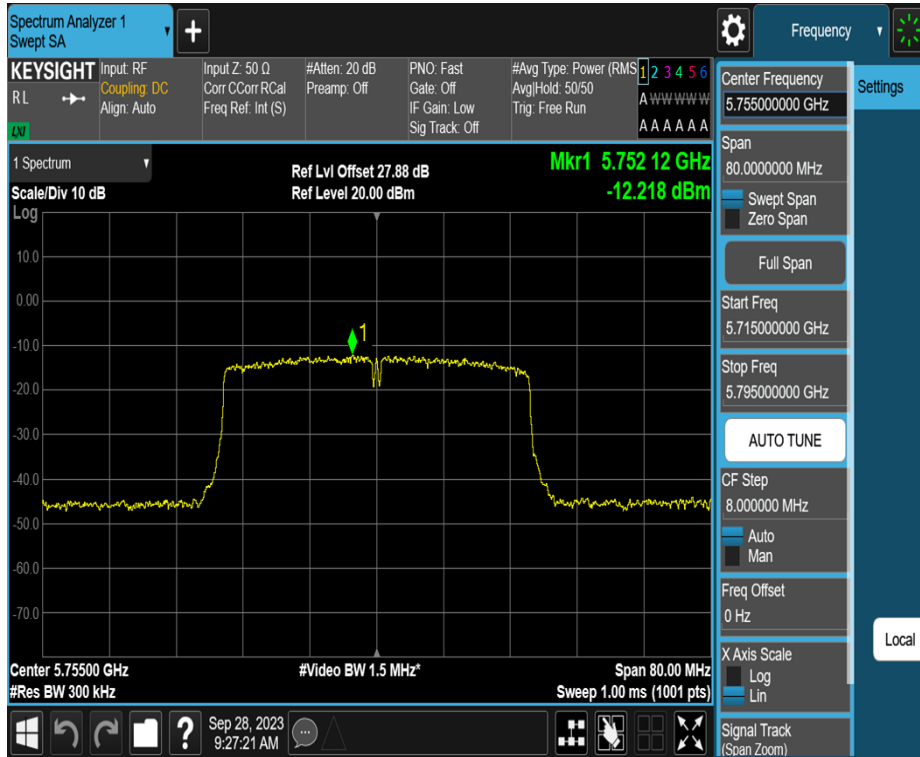 Spectrum Analyzer 1
Swept SA
+
Frequency
KEYSIGHT
R L
LXI
Input: RF
Coupling: DC
Align: Auto
Input Z: 50 Ω
Corr CCorr RCal
Freq Ref: Int (S)
#Atten: 20 dB
Preamp: Off
PNO: Fast
Gate: Off
IF Gain: Low
Sig Track: Off
#Avg Type: Power (RMS
Avg|Hold: 50/50
Trig: Free Run
1 2 3 4 5 6
A W W W W W
A A A A A A
1 Spectrum
Scale/Div 10 dB
Log
Ref Lvl Offset 27.88 dB
Ref Level 20.00 dBm
Mkr1 5.752 12 GHz
-12.218 dBm
10.0
0.00
-10.0
-20.0
-30.0
-40.0
-50.0
-60.0
-70.0
1
Center 5.75500 GHz
#Res BW 300 kHz
#Video BW 1.5 MHz*
Span 80.00 MHz
Sweep 1.00 ms (1001 pts)
?
Sep 28, 2023
9:27:21 AM
Center Frequency
5.755000000 GHz
Span
80.0000000 MHz
Swept Span
Zero Span
Full Span
Start Freq
5.715000000 GHz
Stop Freq
5.795000000 GHz
AUTO TUNE
CF Step
8.000000 MHz
Auto
Man
Freq Offset
0 Hz
X Axis Scale
Log
Lin
Signal Track
(Span Zoom)
Settings
Local